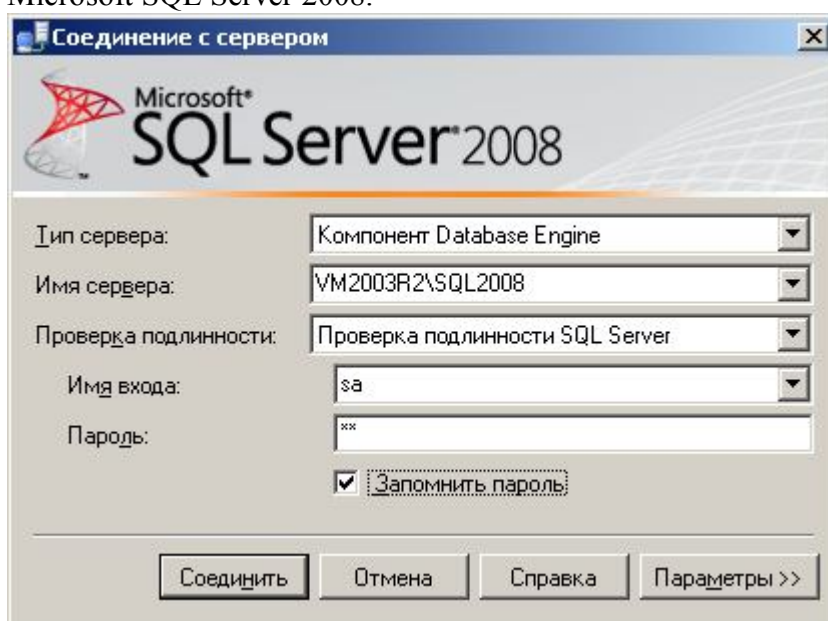 Microsoft SQL Server 2008.
Соединение с сервером
Microsoft®
SQL Server® 2008
Тип сервера: Компонент Database Engine
Имя сервера: VM2003R2\SQL2008
Проверка подлинности: Проверка подлинности SQL Server
Имя входа: sa
Пароль: **
Запомнить пароль
Соединить Отмена Справка Параметры >>